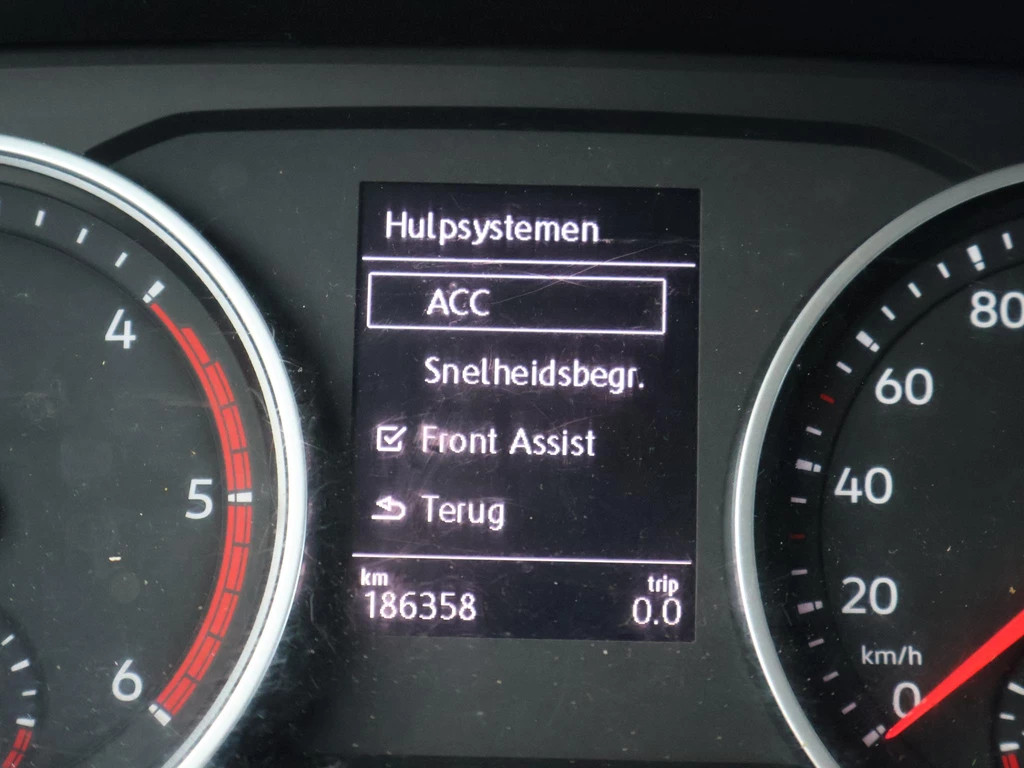 Hulpsystemen
ACC
Snelheidsbegr.
Front Assist
Terug
km
trip
186358
0.0
4
5
6
80
60
40
20
km/h
0